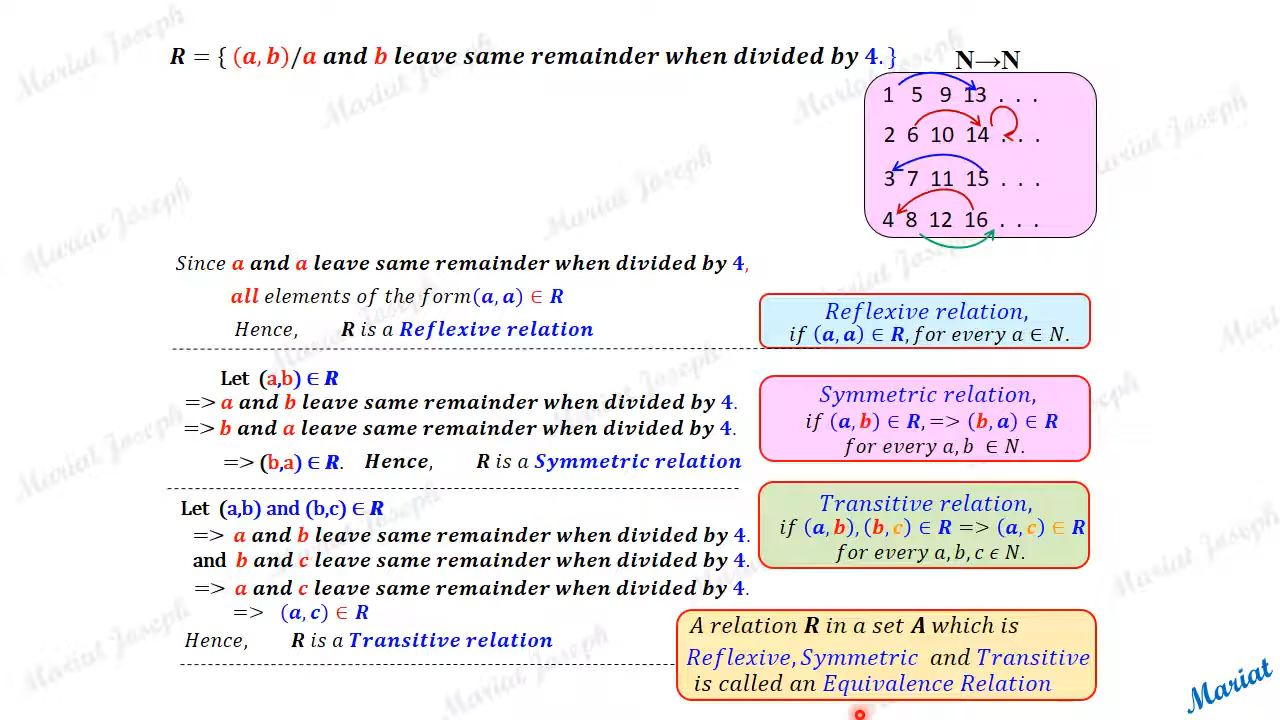 R = { (a, b)/a and b leave same remainder when divided by 4. }
N→N
1 5 9 13 . . .
2 6 10 14 . . .
3 7 11 15 . . .
4 8 12 16 . . .
Since a and a leave same remainder when divided by 4,
all elements of the form(a, a) ∈ R
Hence, R is a Reflexive relation
Reflexive relation,
if (a, a) ∈ R, for every a ∈ N.
Let (a,b) ∈ R
=> a and b leave same remainder when divided by 4.
=> b and a leave same remainder when divided by 4.
=> (b,a) ∈ R. Hence, R is a Symmetric relation
Symmetric relation,
if (a, b) ∈ R, => (b, a) ∈ R
for every a, b ∈ N.
Let (a,b) and (b,c) ∈ R
=> a and b leave same remainder when divided by 4.
and b and c leave same remainder when divided by 4.
=> a and c leave same remainder when divided by 4.
=> (a, c) ∈ R
Hence, R is a Transitive relation
Transitive relation,
if (a, b), (b, c) ∈ R => (a, c) ∈ R
for every a, b, c ϵ N.
A relation R in a set A which is
Reflexive, Symmetric and Transitive
is called an Equivalence Relation
Mariat
Mariat Joseph